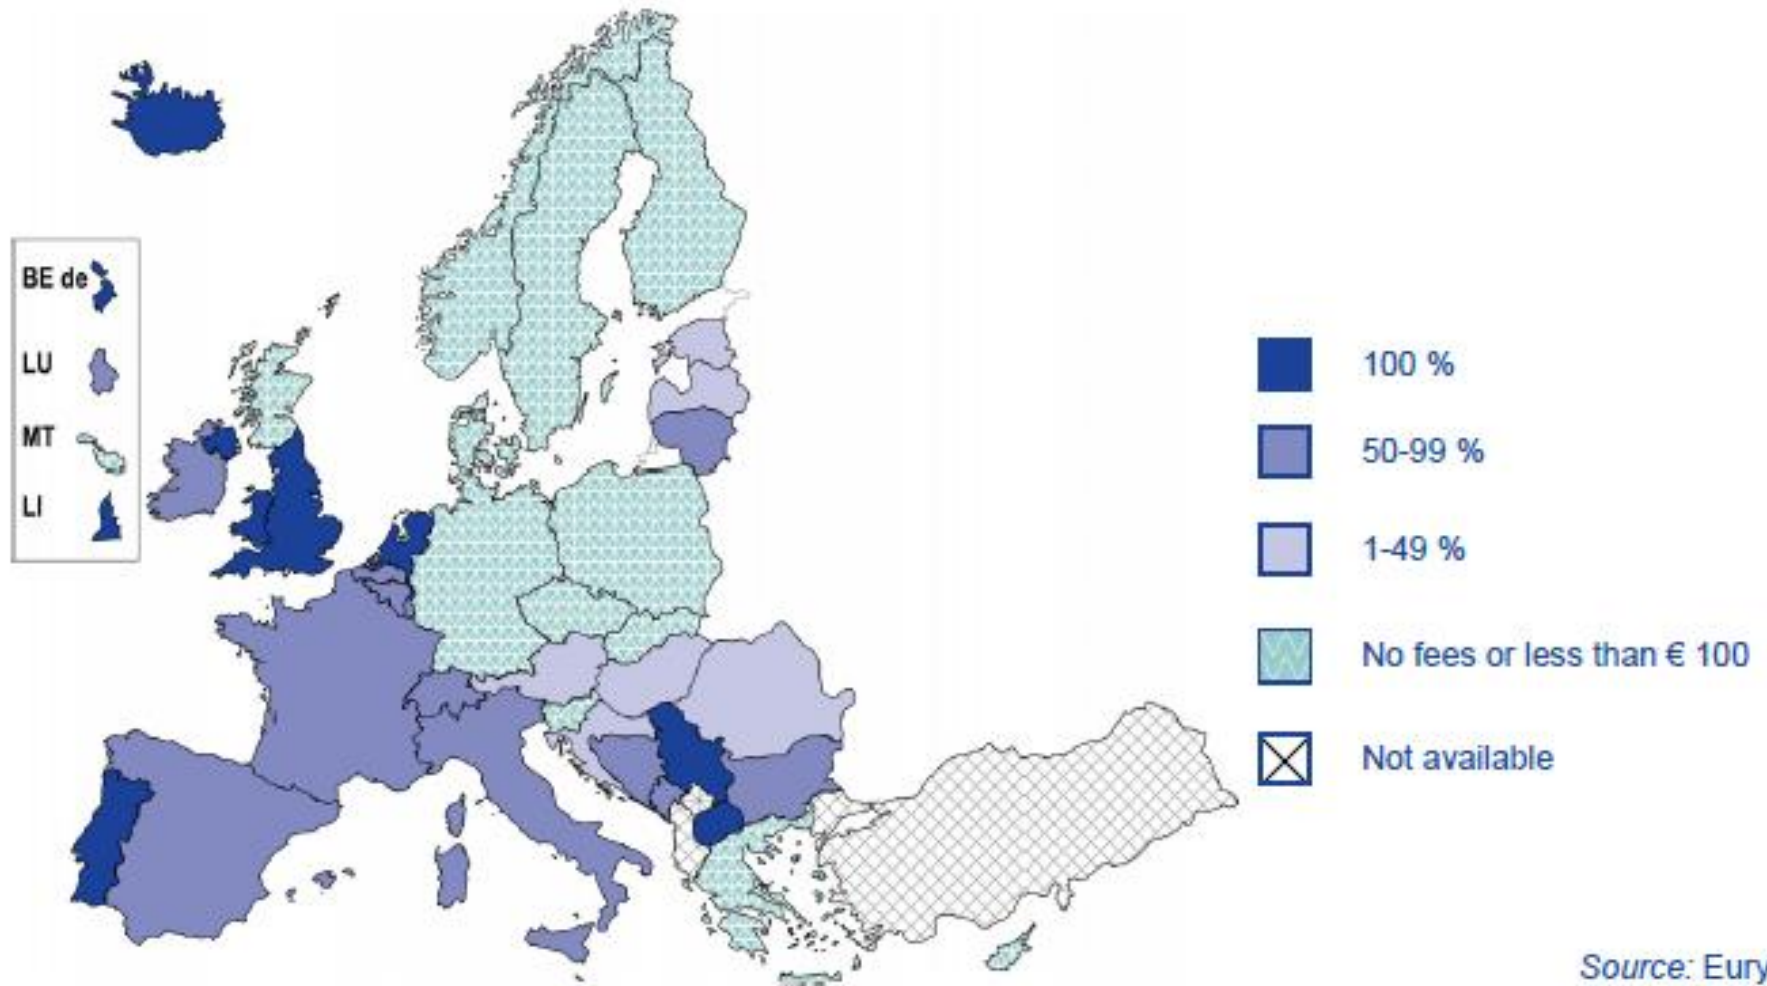 BE de
LU
MT
LI
100 %
50-99 %
1-49 %
No fees or less than € 100
Not available
Source: Eury